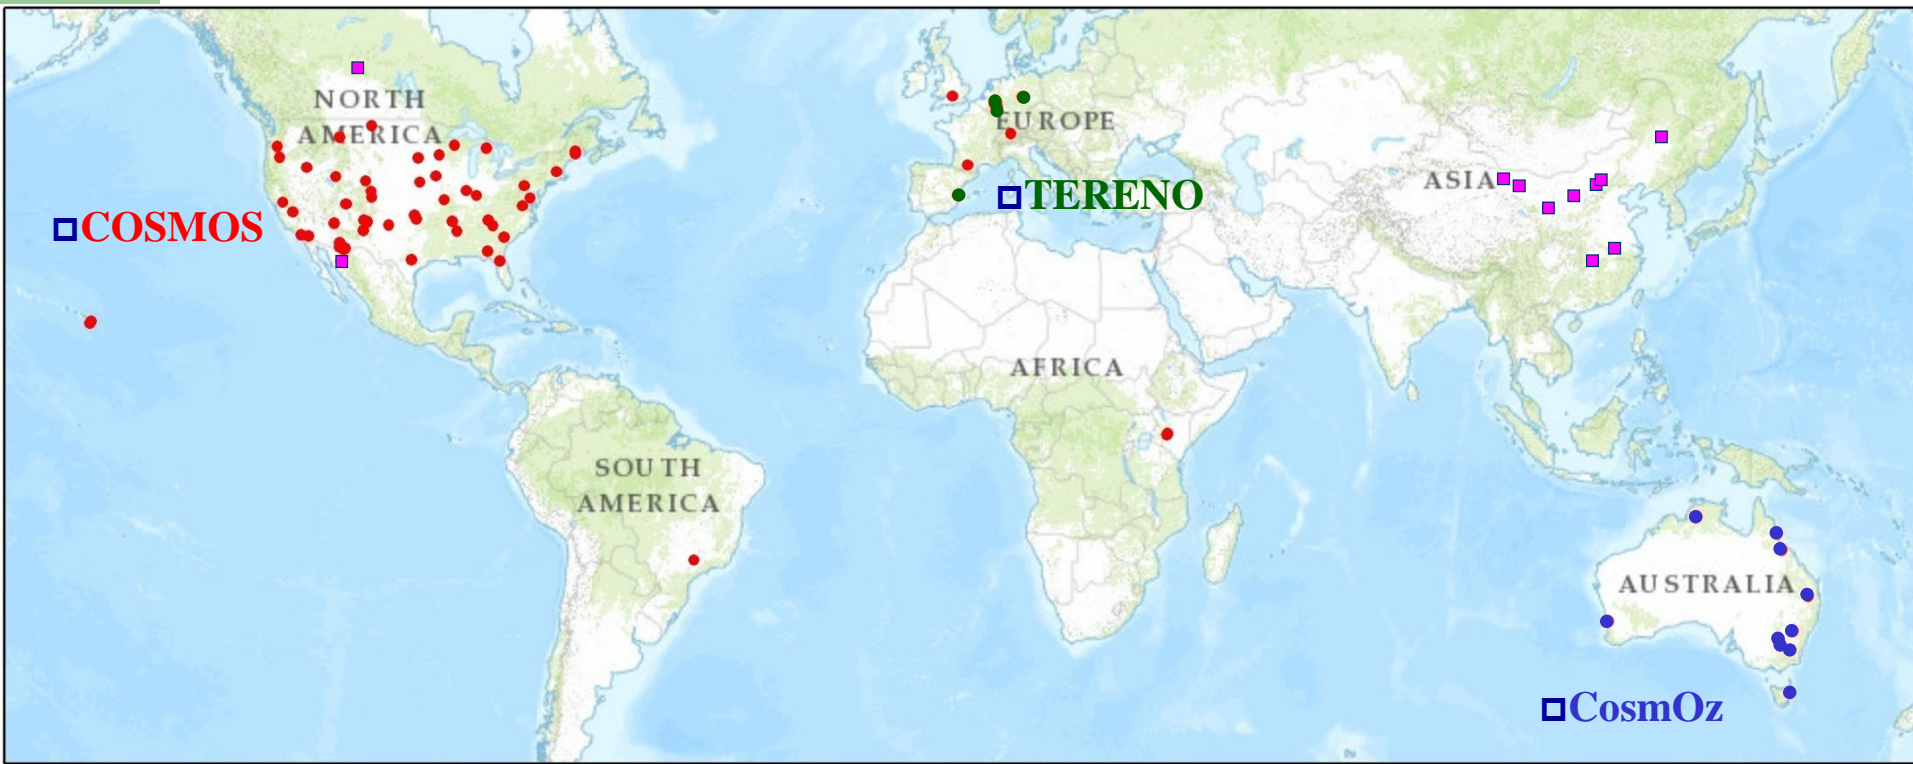 NORTH
AMERICA
EUROPE
ASIA
TERENO
COSMOS
AFRICA
SOUTH
AMERICA
AUSTRALIA
CosmOz